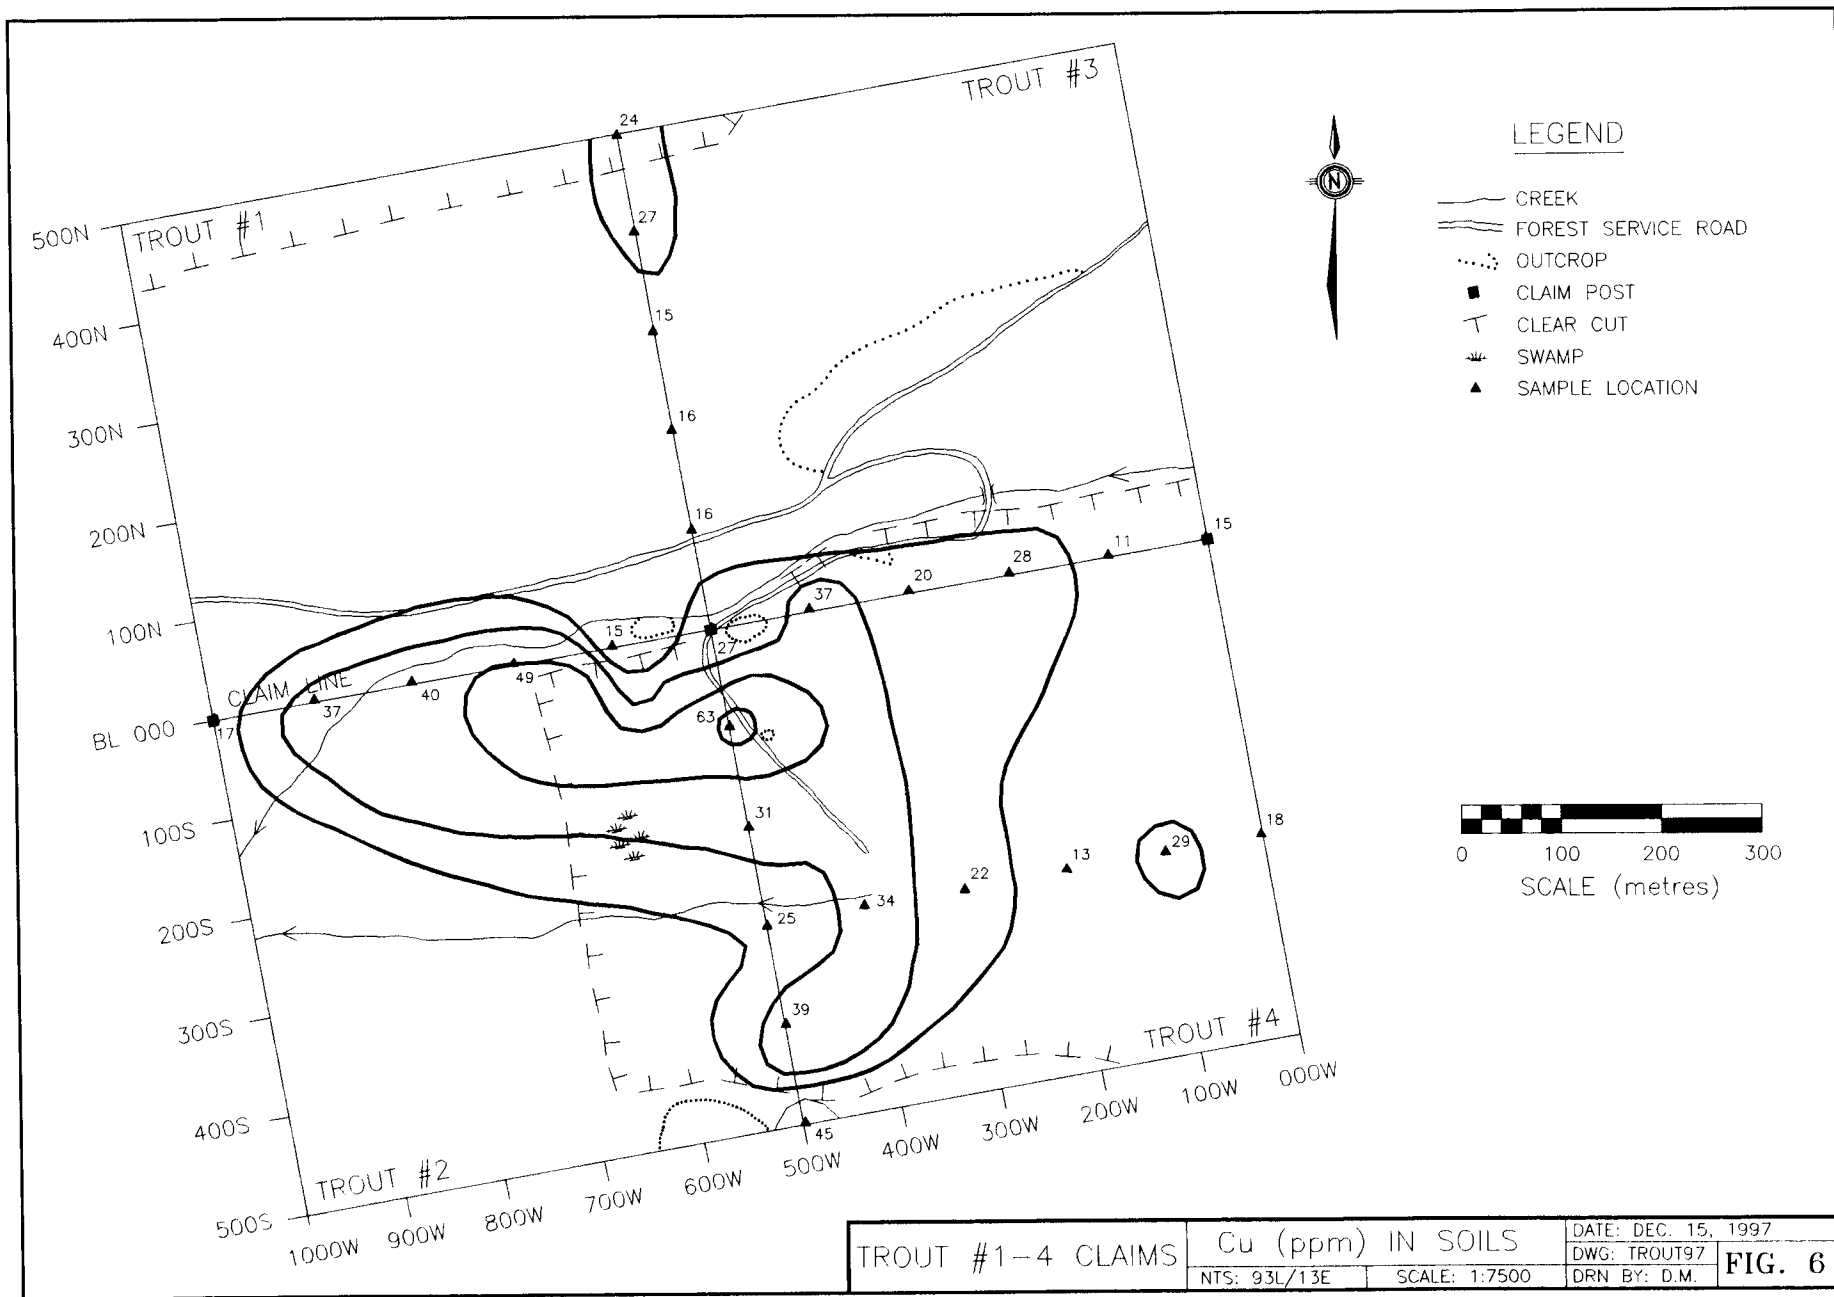 TROUT #3
24
500N
TROUT #1
27
400N
15
300N
16
200N
16
15
11
28
20
37
100N
15
27
CLAIM LINE
49
40
37
17
BL 000
63
31
100S
18
29
13
22
34
25
200S
39
300S
TROUT #4
400S
45
TROUT #2
500S
1000W
900W
800W
700W
600W
500W
400W
300W
200W
100W
000W
N
LEGEND
CREEK
FOREST SERVICE ROAD
OUTCROP
CLAIM POST
CLEAR CUT
SWAMP
SAMPLE LOCATION
0 100 200 300
SCALE (metres)
TROUT #1-4 CLAIMS
Cu (ppm) IN SOILS
NTS: 93L/13E
SCALE: 1:7500
DATE: DEC. 15, 1997
DWG: TROUT97
DRN BY: D.M.
FIG. 6